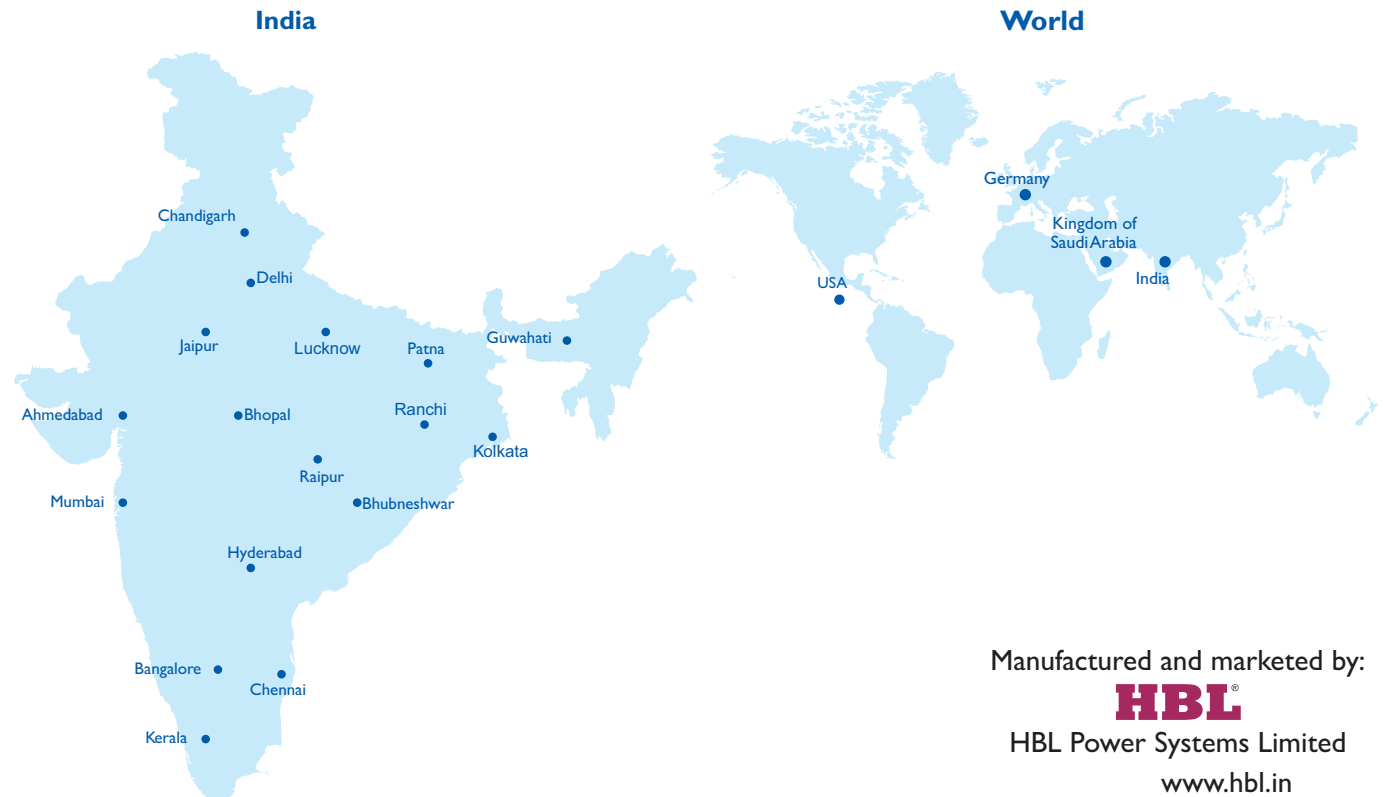 India
Chandigarh
Delhi
Jaipur
Lucknow
Patna
Guwahati
Ahmedabad
Bhopal
Ranchi
Kolkata
Raipur
Mumbai
Bhubneshwar
Hyderabad
Bangalore
Chennai
Kerala
World
Germany
Kingdom of
Saudi Arabia
India
USA
Manufactured and marketed by:
HBL®
HBL Power Systems Limited
www.hbl.in